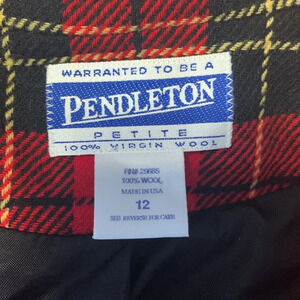 WARRANTED TO BE A
PENDLETON
PETITE
100% VIRGIN WOOL
RN# 29685
100% WOOL
MADE IN USA
12
SEE REVERSE FOR CARE